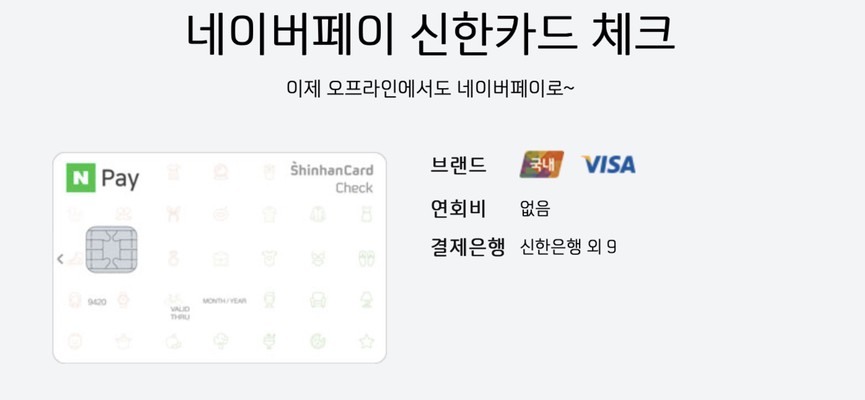 네이버페이 신한카드 체크
이제 오프라인에서도 네이버페이로~
N Pay
ShinhanCard
Check
9420
VALID
THRU
MONTH / YEAR
브랜드 국내 VISA
연회비 없음
결제은행 신한은행 외 9